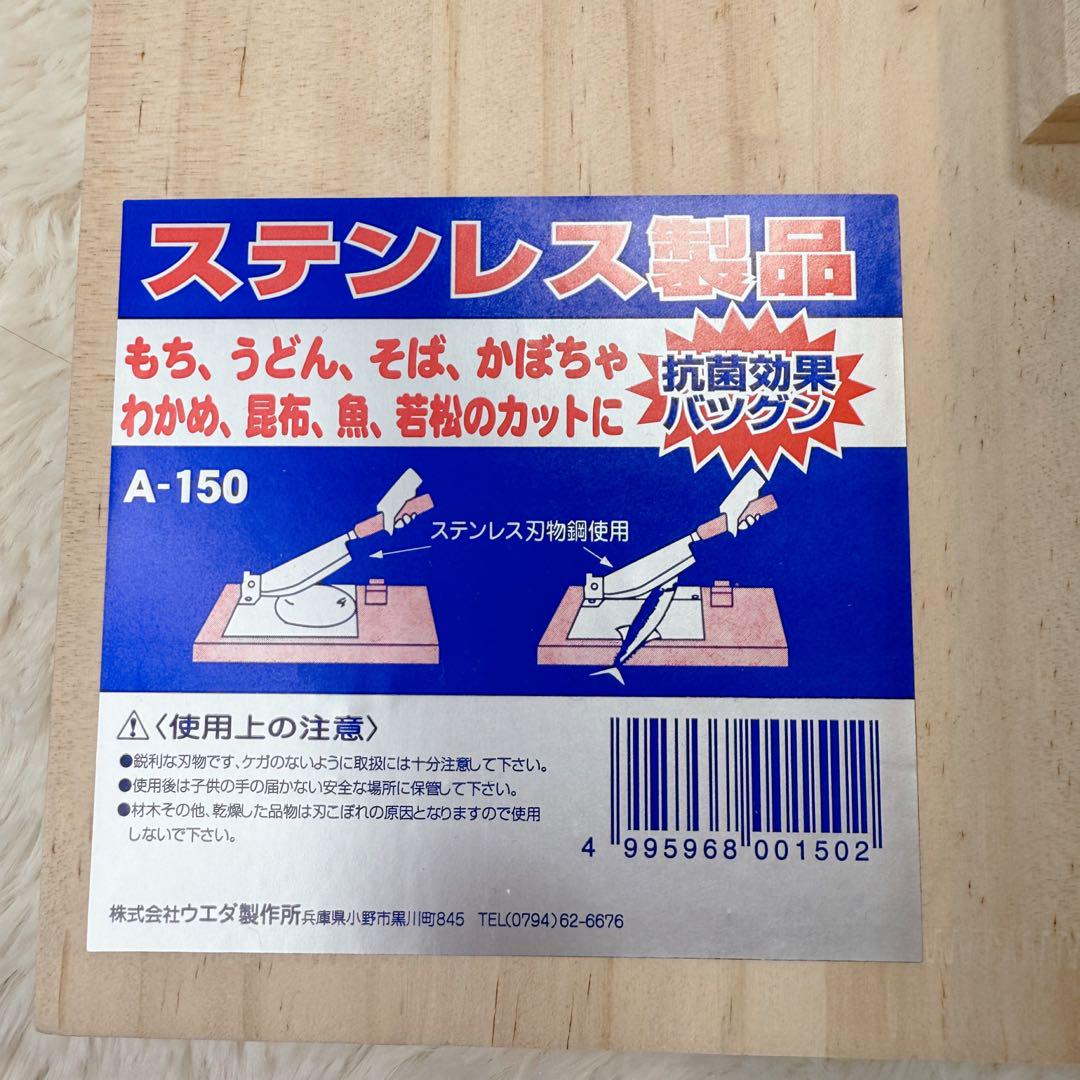 ステンレス製品
もち、うどん、そば、かぼちゃ
わかめ、昆布、魚、若松のカットに
抗菌効果
バツグン
A-150
ステンレス刃物鋼使用
⚠〈使用上の注意〉
●鋭利な刃物です、ケガのないように取扱には十分注意して下さい。
●使用後は子供の手の届かない安全な場所に保管して下さい。
●材木その他、乾燥した品物は刃こぼれの原因となりますので使用
しないで下さい。
4 995968 001502
株式会社ウエダ製作所 兵庫県小野市黒川町845 TEL(0794)62-6676